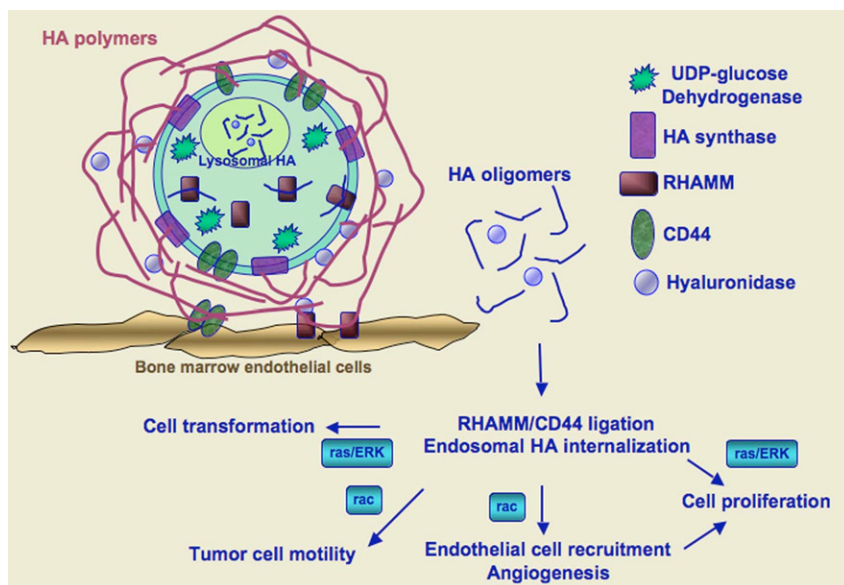 HA polymers
UDP-glucose
Dehydrogenase
HA synthase
Lysosomal HA
HA oligomers
RHAMM
CD44
Hyaluronidase
Bone marrow endothelial cells
Cell transformation
RHAMM/CD44 ligation
Endosomal HA internalization
ras/ERK
ras/ERK
rac
rac
Cell proliferation
Tumor cell motility
Endothelial cell recruitment
Angiogenesis